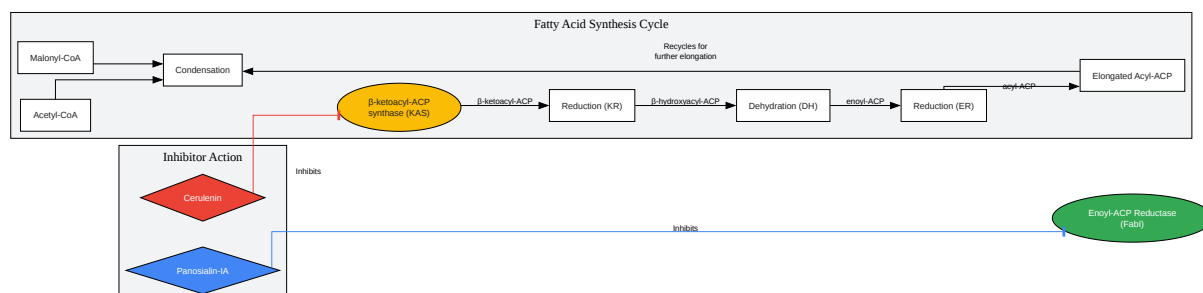 Fatty Acid Synthesis Cycle
Malonyl-CoA
Acetyl-CoA
Condensation
Recycles for
further elongation
β-ketoacyl-ACP
synthase (KAS)
β-ketoacyl-ACP
Reduction (KR)
β-hydroxyacyl-ACP
Dehydration (DH)
enoyl-ACP
Reduction (ER)
acyl-ACP
Elongated Acyl-ACP
Inhibitor Action
Cerulenin
Inhibits
Panosialin-IA
Inhibits
Enoyl-ACP Reductase
(FabI)